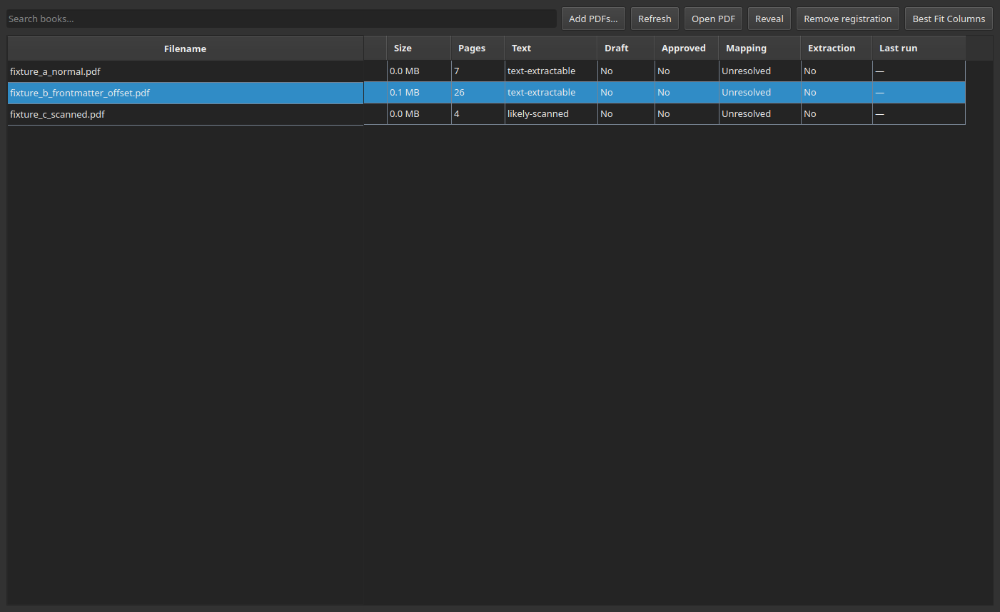 Search books... Add PDFs... Refresh Open PDF Reveal Remove registration Best Fit Columns
Filename Size Pages Text Draft Approved Mapping Extraction Last run
fixture_a_normal.pdf 0.0 MB 7 text-extractable No No Unresolved No —
fixture_b_frontmatter_offset.pdf 0.1 MB 26 text-extractable No No Unresolved No —
fixture_c_scanned.pdf 0.0 MB 4 likely-scanned No No Unresolved No —